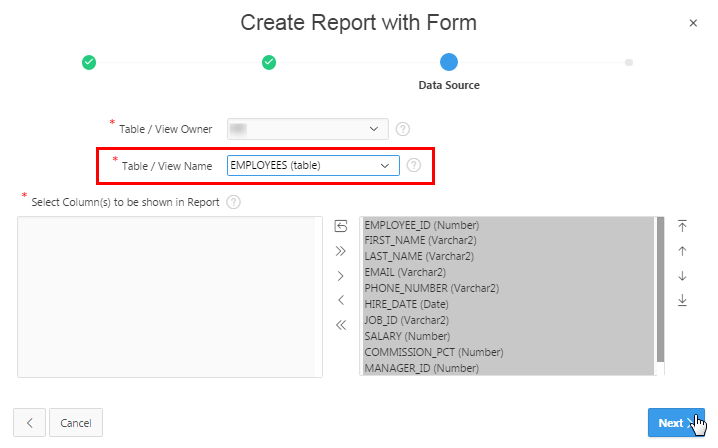 Create Report with Form
Data Source
* Table / View Owner
* Table / View Name EMPLOYEES (table)
* Select Column(s) to be shown in Report
EMPLOYEE_ID (Number)
FIRST_NAME (Varchar2)
LAST_NAME (Varchar2)
EMAIL (Varchar2)
PHONE_NUMBER (Varchar2)
HIRE_DATE (Date)
JOB_ID (Varchar2)
SALARY (Number)
COMMISSION_PCT (Number)
MANAGER_ID (Number)
Cancel
Next